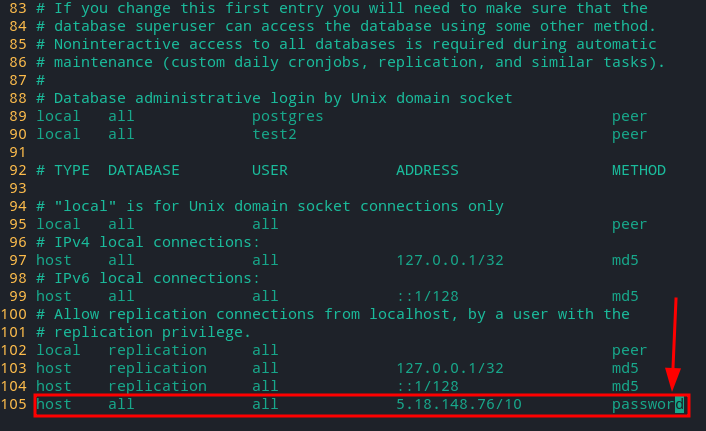 83 # If you change this first entry you will need to make sure that the
84 # database superuser can access the database using some other method.
85 # Noninteractive access to all databases is required during automatic
86 # maintenance (custom daily cronjobs, replication, and similar tasks).
87 #
88 # Database administrative login by Unix domain socket
89 local   all             postgres                                peer
90 local   all             test2                                   peer
91
92 # TYPE  DATABASE        USER            ADDRESS                 METHOD
93
94 # "local" is for Unix domain socket connections only
95 local   all             all                                     peer
96 # IPv4 local connections:
97 host    all             all             127.0.0.1/32            md5
98 # IPv6 local connections:
99 host    all             all             ::1/128                 md5
100 # Allow replication connections from localhost, by a user with the
101 # replication privilege.
102 local   replication     all                                     peer
103 host    replication     all             127.0.0.1/32            md5
104 host    replication     all             ::1/128                 md5
105 host    all             all             5.18.148.76/10          password